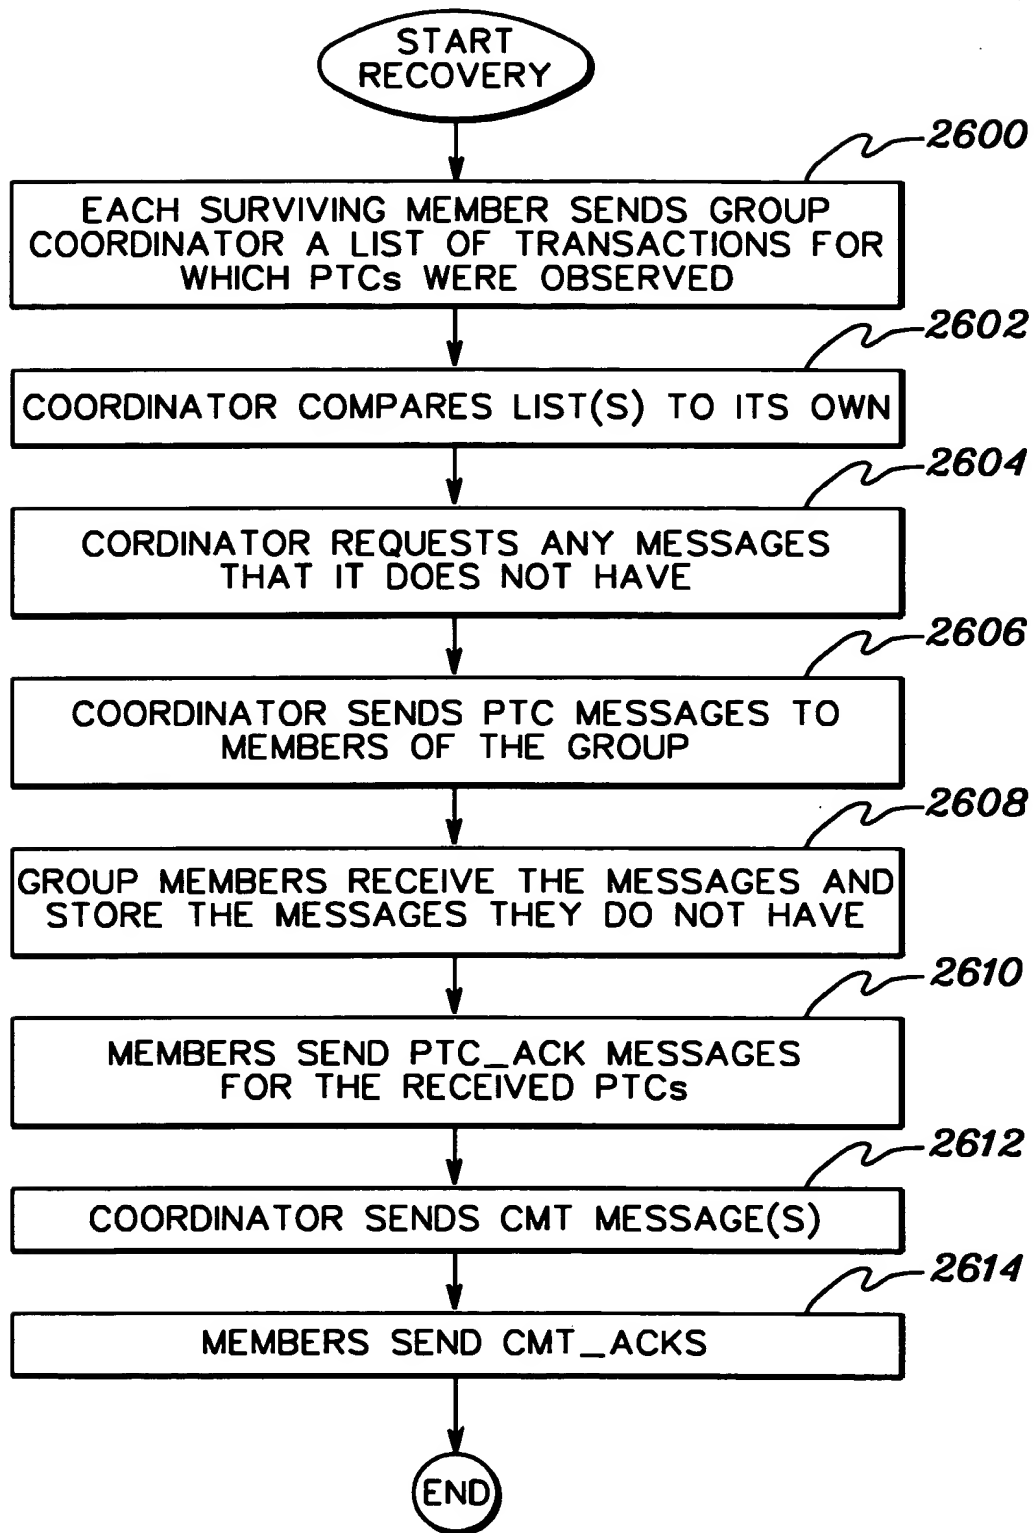 START
RECOVERY
2600
EACH SURVIVING MEMBER SENDS GROUP
COORDINATOR A LIST OF TRANSACTIONS FOR
WHICH PTCs WERE OBSERVED
2602
COORDINATOR COMPARES LIST(S) TO ITS OWN
2604
CORDINATOR REQUESTS ANY MESSAGES
THAT IT DOES NOT HAVE
2606
COORDINATOR SENDS PTC MESSAGES TO
MEMBERS OF THE GROUP
2608
GROUP MEMBERS RECEIVE THE MESSAGES AND
STORE THE MESSAGES THEY DO NOT HAVE
2610
MEMBERS SEND PTC_ACK MESSAGES
FOR THE RECEIVED PTCs
2612
COORDINATOR SENDS CMT MESSAGE(S)
2614
MEMBERS SEND CMT_ACKS
END